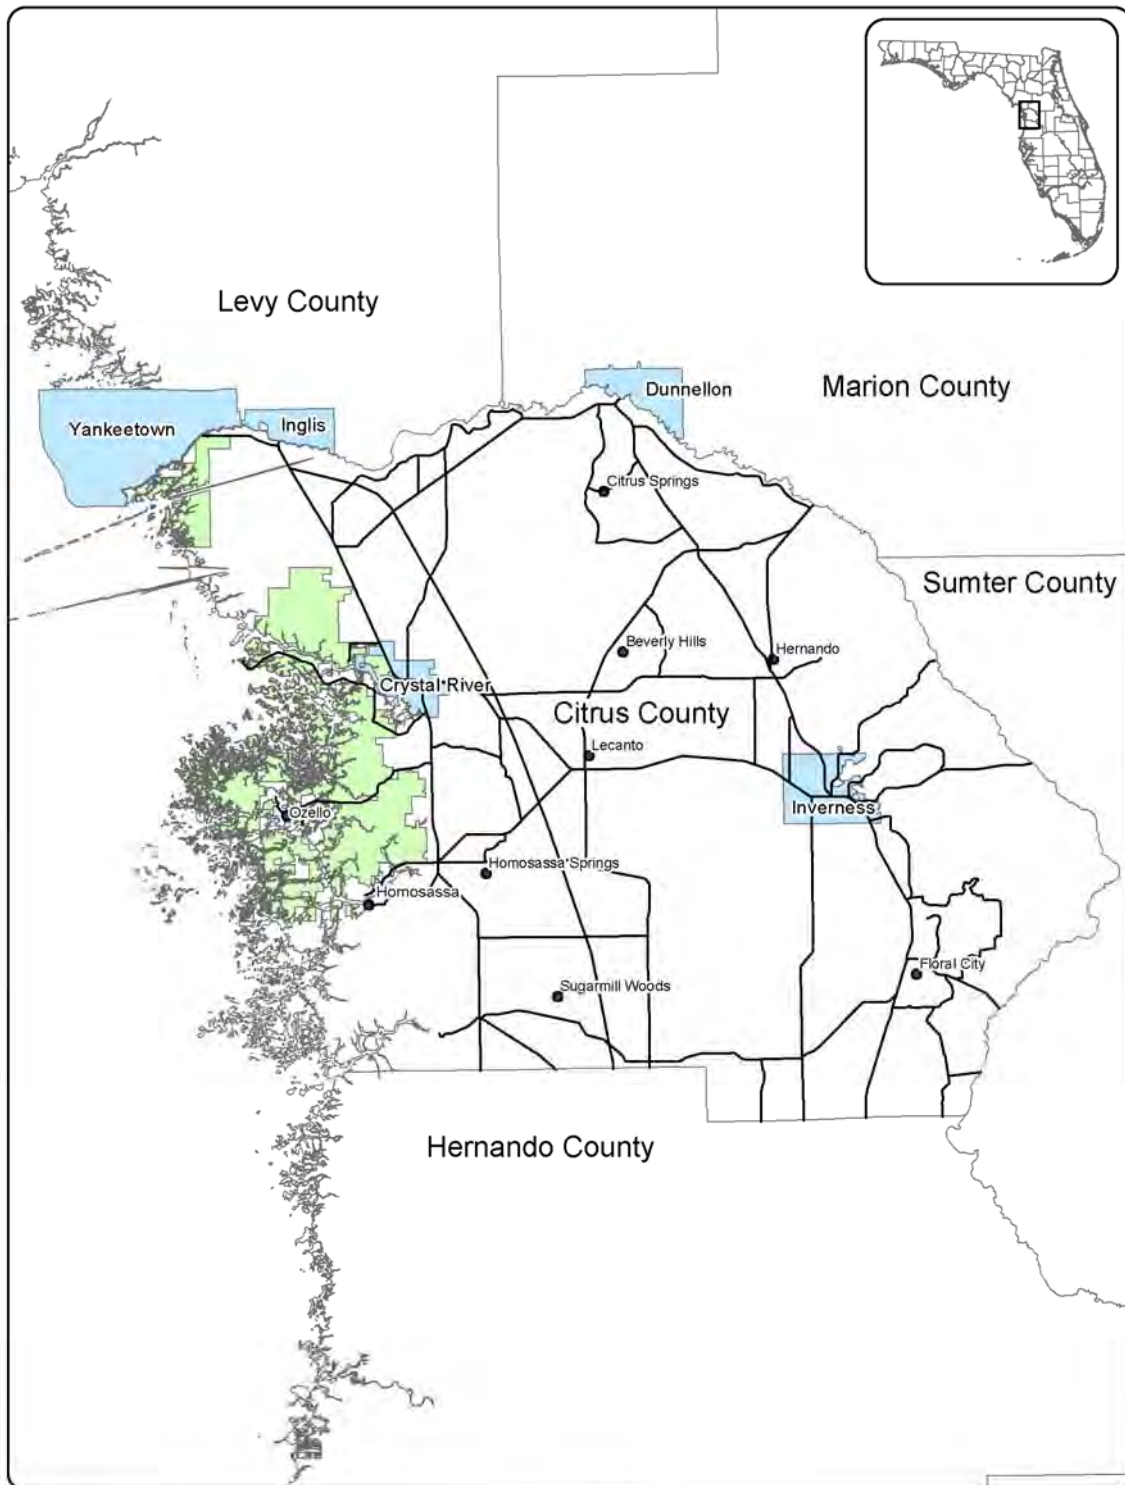 Levy County
Marion County
Dunnellon
Yankeetown
Inglis
Citrus Springs
Sumter County
Beverly Hills
Hernando
Crystal River
Citrus County
Lecanto
Inverness
Ozello
Homosassa Springs
Homosassa
Floral City
Sugarmill Woods
Hernando County